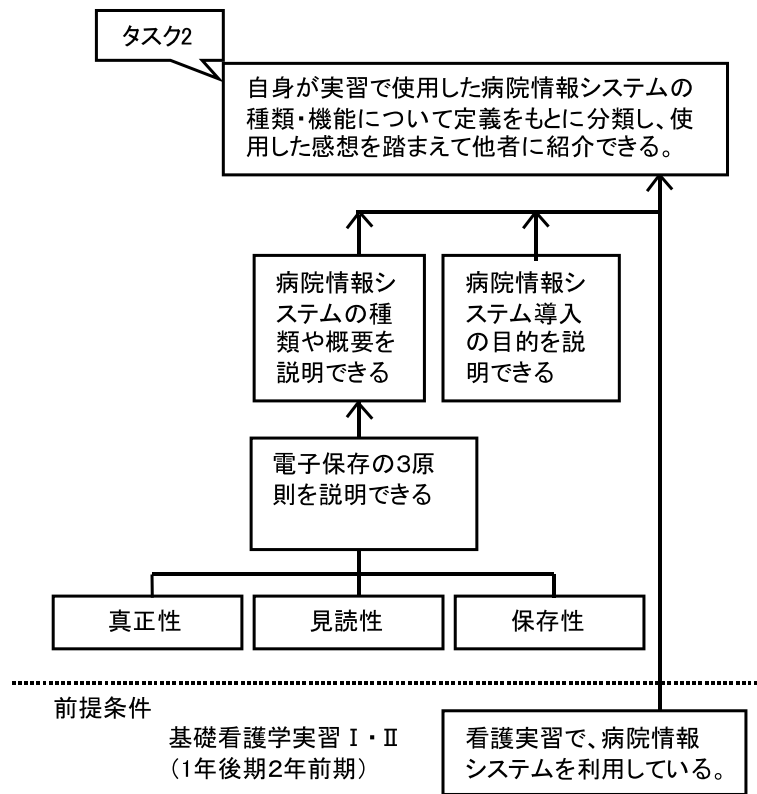 タスク2
自身が実習で使用した病院情報システムの
種類・機能について定義をもとに分類し、使
用した感想を踏まえて他者に紹介できる。
病院情報シ
ステムの種
類や概要を
説明できる
病院情報シ
ステム導入
の目的を説
明できる
電子保存の3原
則を説明できる
真正性
見読性
保存性
前提条件
基礎看護学実習Ⅰ・Ⅱ
(1年後期2年前期)
看護実習で、病院情報
システムを利用している。